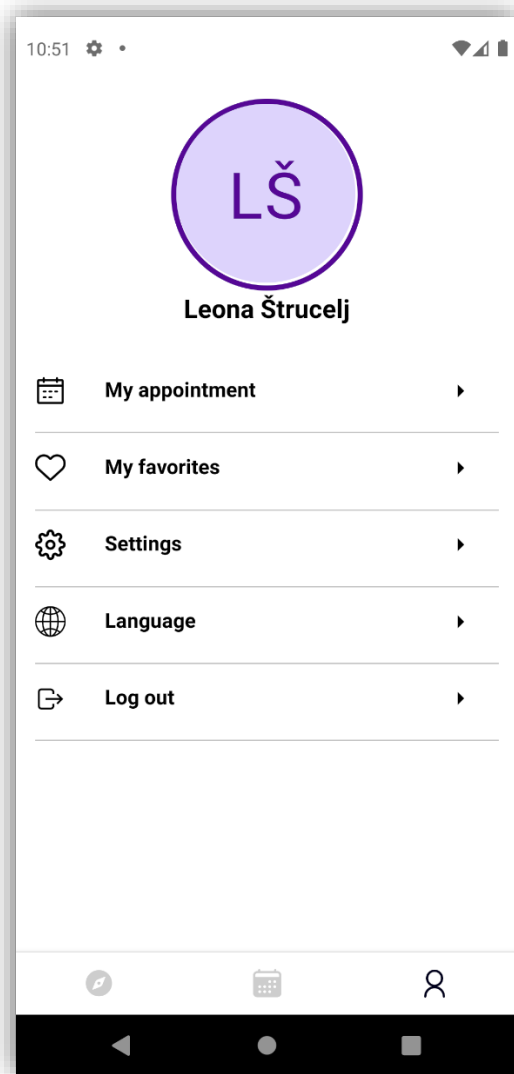 10:51
LŠ
Leona Štrucelj
My appointment
My favorites
Settings
Language
Log out